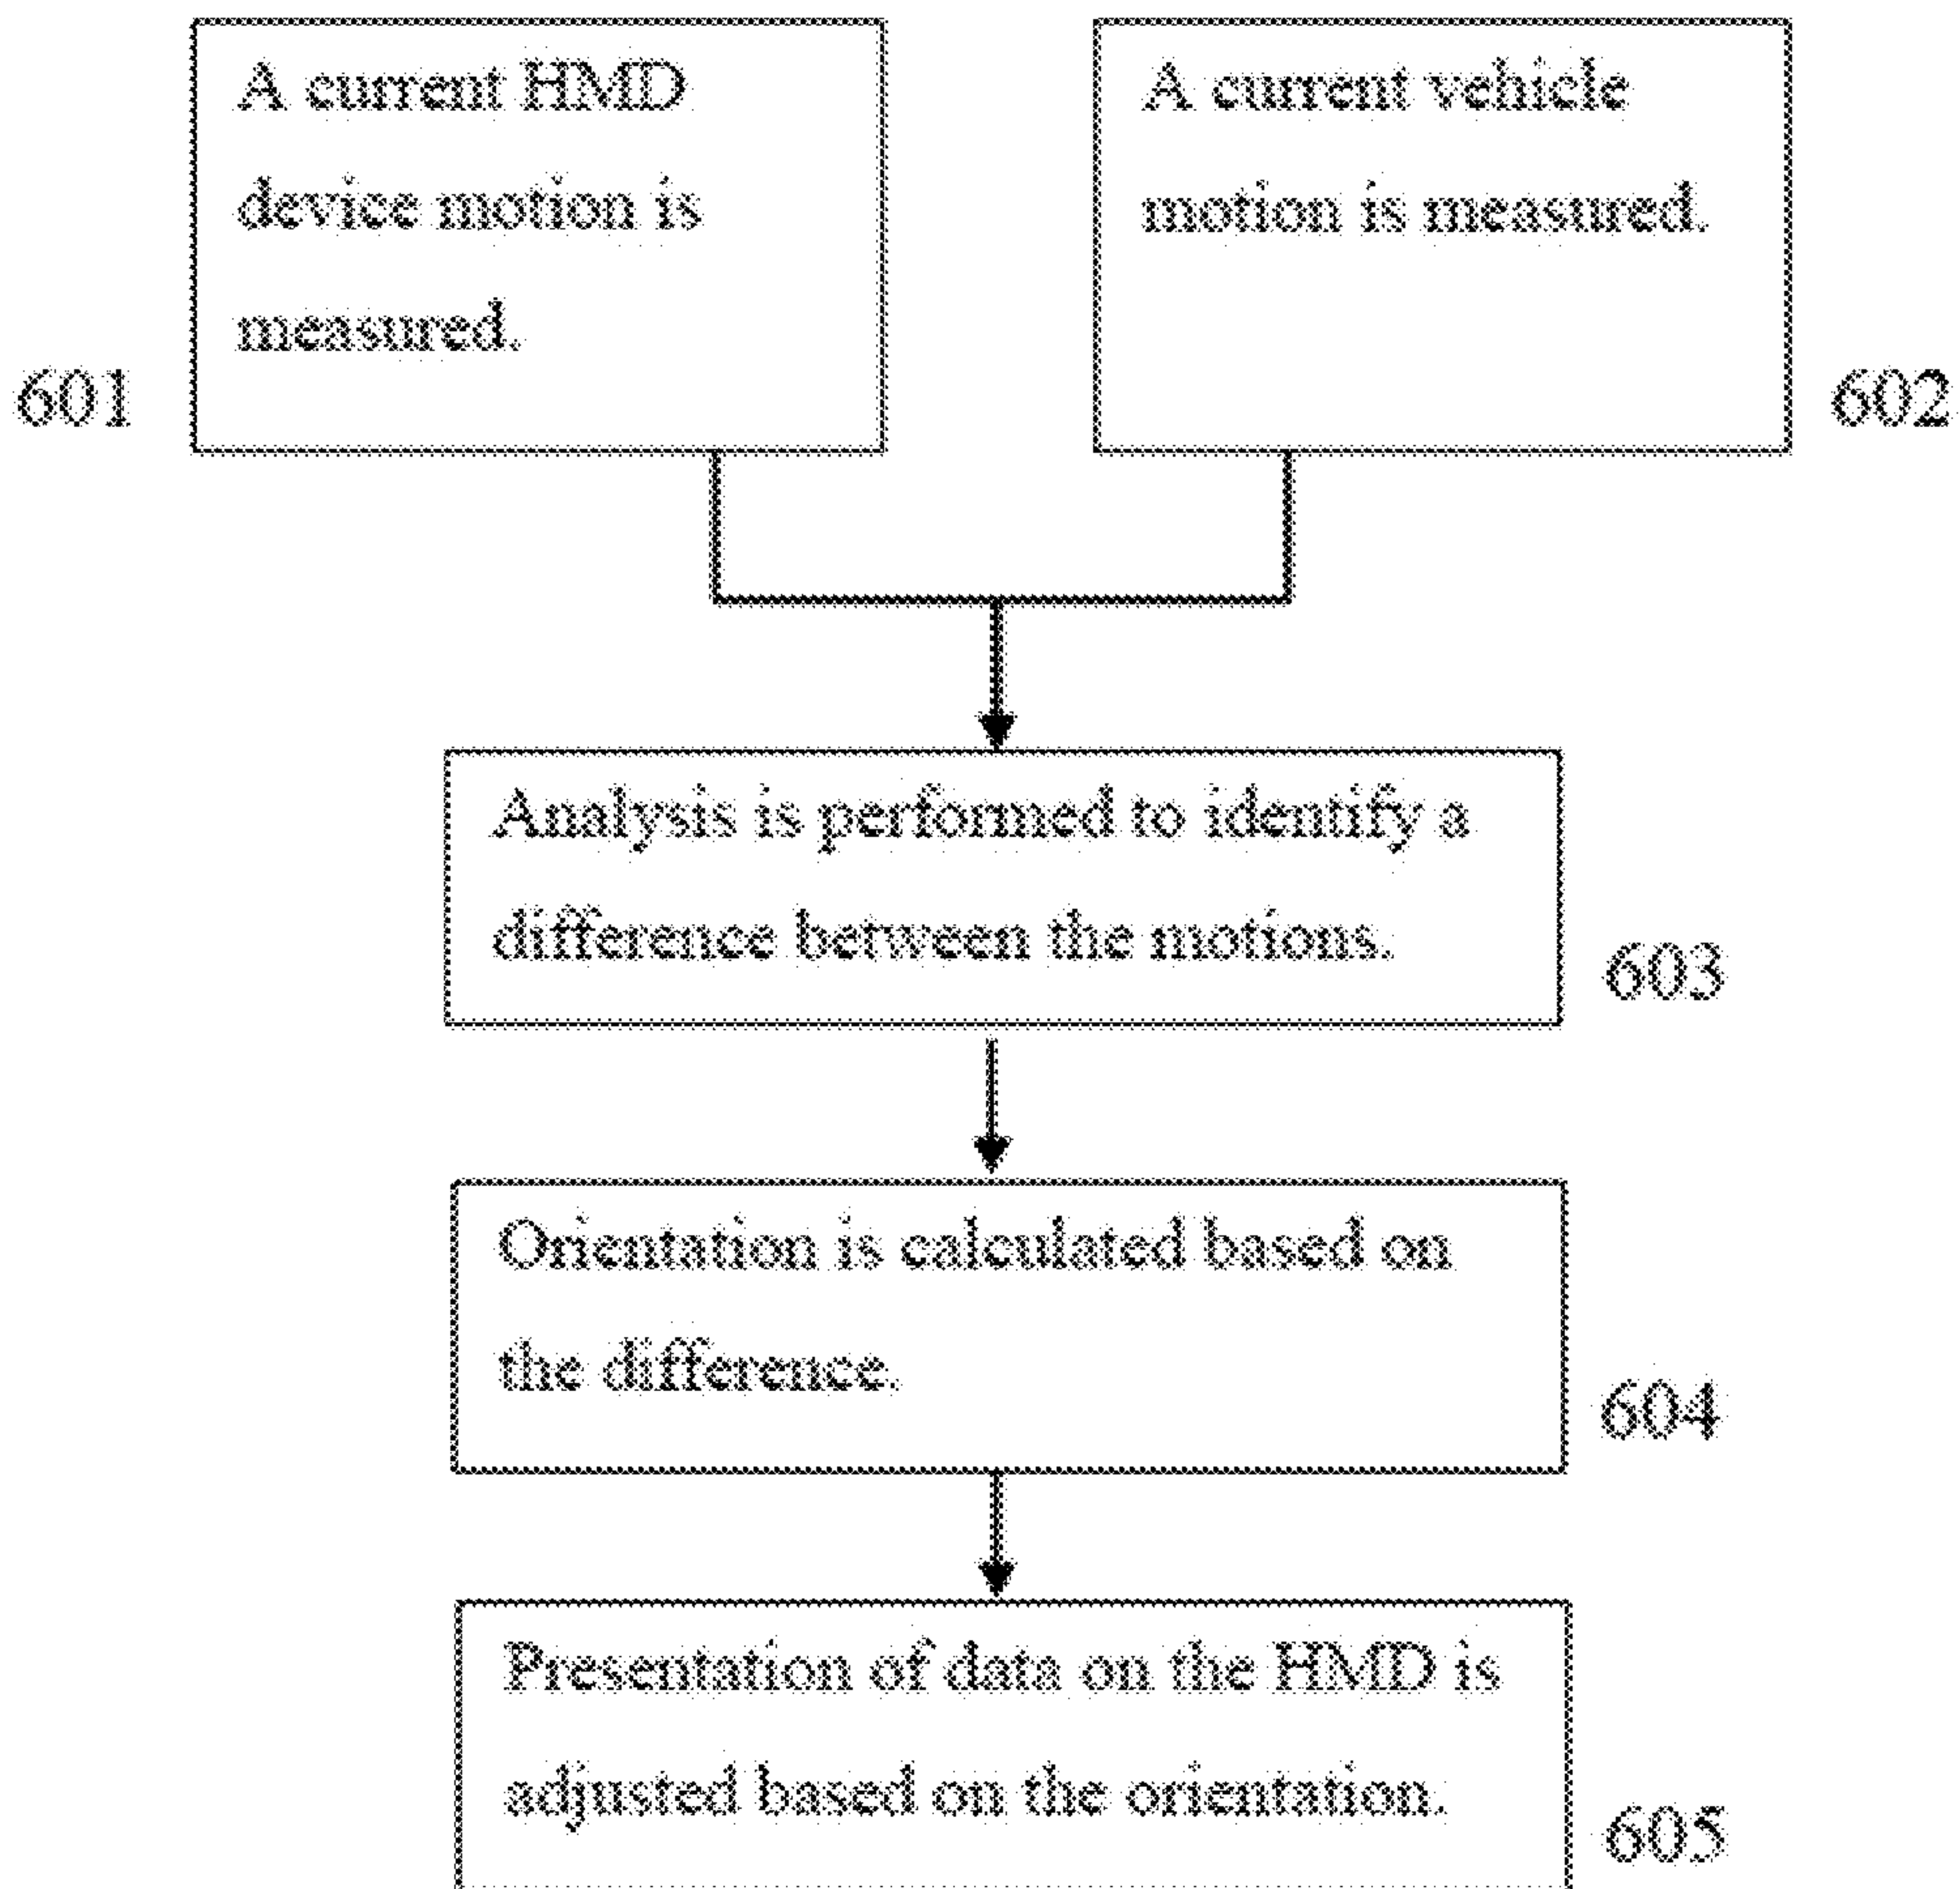 A current HMD
device motion is
measured.
601
A current vehicle
motion is measured.
602
Analysis is performed to identify a
difference between the motions.
603
Orientation is calculated based on
the difference.
604
Presentation of data on the HMD is
adjusted based on the orientation.
605